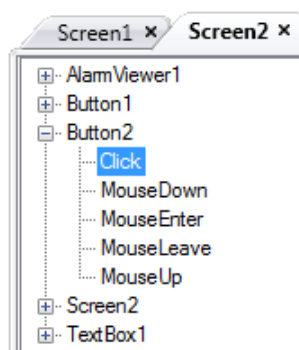 Screen1 × Screen2 ×
AlarmViewer1
Button1
Button2
Click
MouseDown
MouseEnter
MouseLeave
MouseUp
Screen2
TextBox1